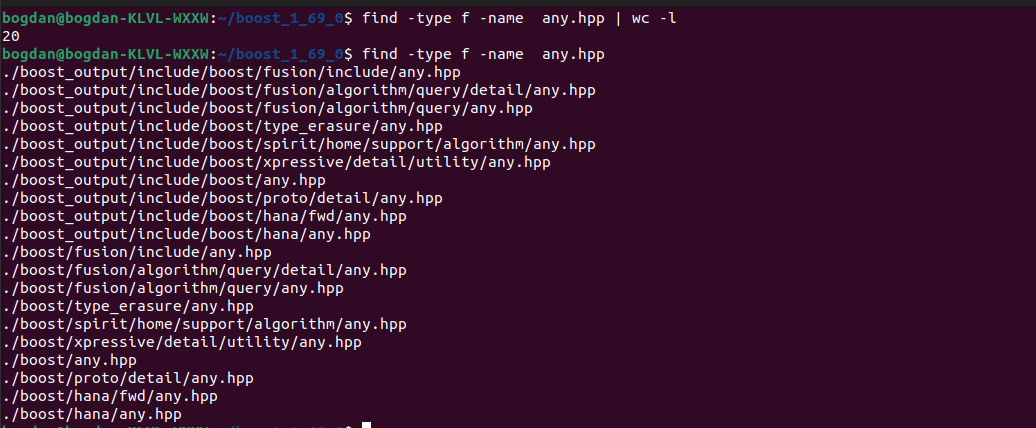 bogdan@bogdan-KLVL-WXXW:~/boost_1_69_0$ find -type f -name  any.hpp | wc -l
20
bogdan@bogdan-KLVL-WXXW:~/boost_1_69_0$ find -type f -name  any.hpp
./boost_output/include/boost/fusion/include/any.hpp
./boost_output/include/boost/fusion/algorithm/query/detail/any.hpp
./boost_output/include/boost/fusion/algorithm/query/any.hpp
./boost_output/include/boost/type_erasure/any.hpp
./boost_output/include/boost/spirit/home/support/algorithm/any.hpp
./boost_output/include/boost/xpressive/detail/utility/any.hpp
./boost_output/include/boost/any.hpp
./boost_output/include/boost/proto/detail/any.hpp
./boost_output/include/boost/hana/fwd/any.hpp
./boost_output/include/boost/hana/any.hpp
./boost/fusion/include/any.hpp
./boost/fusion/algorithm/query/detail/any.hpp
./boost/fusion/algorithm/query/any.hpp
./boost/type_erasure/any.hpp
./boost/spirit/home/support/algorithm/any.hpp
./boost/xpressive/detail/utility/any.hpp
./boost/any.hpp
./boost/proto/detail/any.hpp
./boost/hana/fwd/any.hpp
./boost/hana/any.hpp
bogdan@bogdan-KLVL-WXXW:~/boost_1_69_0$